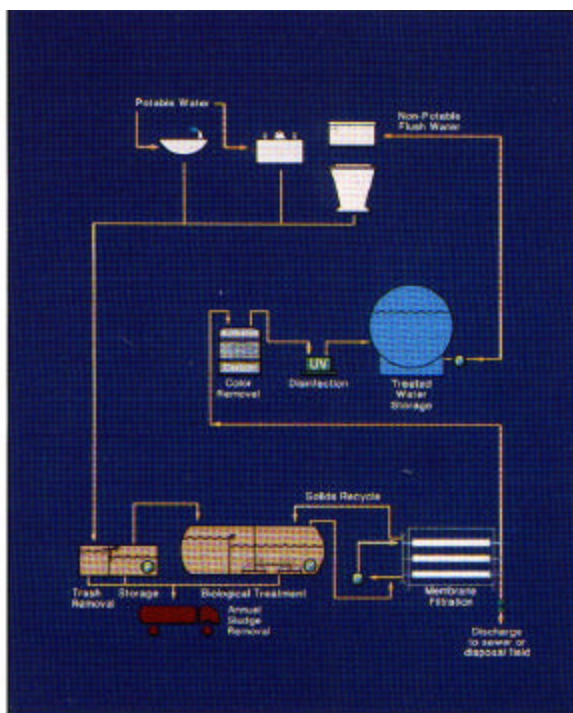 Potable Water
Non-Potable
Flush Water
Activated
Carbon
Color
Removal
UV
Disinfection
Treated
Water
Storage
P
Solids Recycle
P
P
P
Trash
Removal
Storage
Biological Treatment
Membrane
Filtration
Annual
Sludge
Removal
Discharge
to sewer or
disposal field